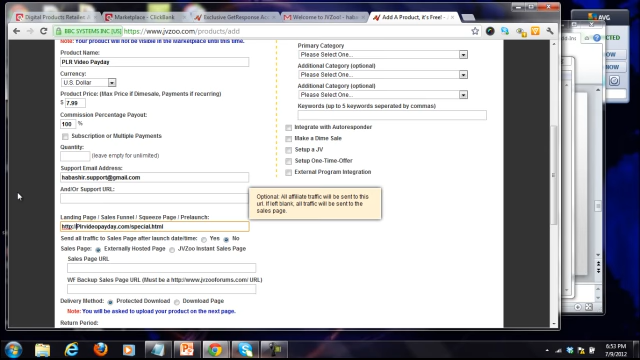 Digital Products Retailer. A
Marketplace - ClickBank
Exclusive GetResponse Acc
Welcome to JVZoo! - habas
Add A Product, it's Free! - A
AVG
BBC SYSTEMS INC [US]
https://www.jvzoo.com/products/add
Note: Your product will not be visible in the Marketplace until this time.
Product Name:
PLR Video Payday
Currency:
U.S. Dollar
Product Price: (Max Price if Dimesale, Payments if recurring)
$ 7.99
Commission Percentage Payout:
100 %
Subscription or Multiple Payments
Quantity:
(leave empty for unlimited)
Support Email Address:
habashir.support@gmail.com
And/Or Support URL:
Landing Page / Sales Funnel / Squeeze Page / Prelaunch:
Send all traffic to Sales Page after launch date/time: Yes No
Sales Page: Externally Hosted Page JVZoo Instant Sales Page
Sales Page URL
WF Backup Sales Page URL (Must be a http://www.jvzooforums.com/ URL)
Delivery Method: Protected Download Download Page
Note: You will be asked to upload your product on the next page.
Return Period:
Primary Category
Please Select One...
Additional Category (optional)
Please Select One...
Additional Category (optional)
Please Select One...
Keywords (up to 5 keywords seperated by commas)
Integrate with Autoresponder
Make a Dime Sale
Setup a JV
Setup One-Time-Offer
External Program Integration
Optional: All affiliate traffic will be sent to this
url. If left blank, all traffic will be sent to the
sales page.
NOW
NOW
6:53 PM
7/9/2012